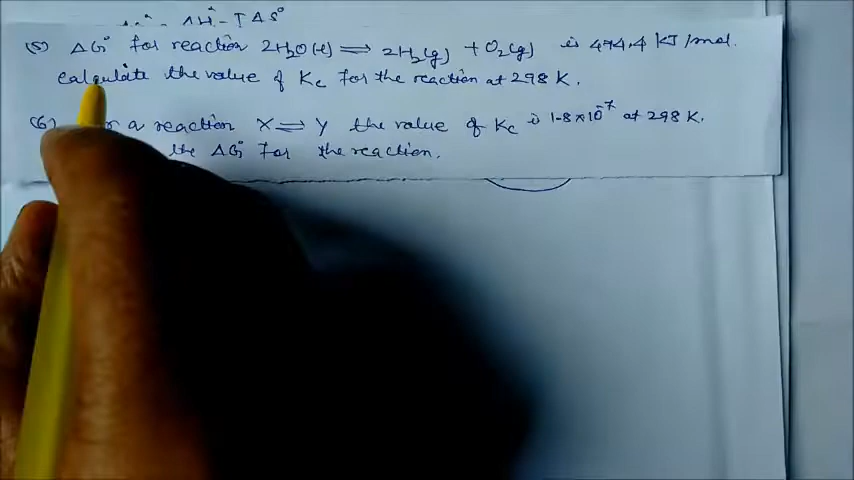 ΔH° - TΔS°
(5) ΔG° for reaction 2H₂O(l) ⇌ 2H₂(g) + O₂(g) is 474.4 KJ/mol.
Calculate the value of Kc for the reaction at 298 K.
(6) a reaction X ⇌ Y the value of Kc is 1.8×10⁻⁷ at 298 K.
the ΔG° for the reaction.